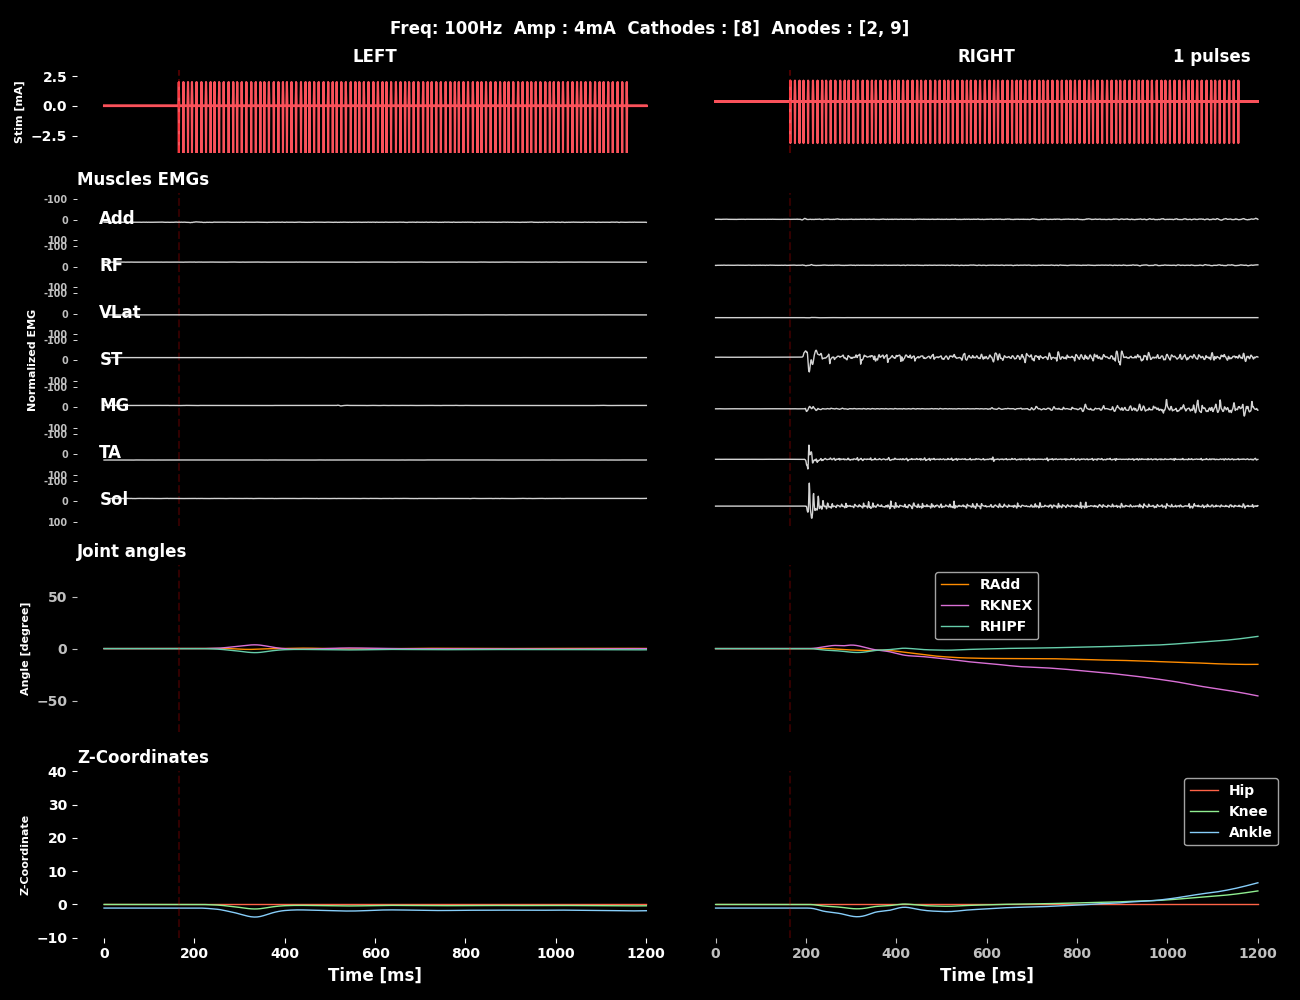 Freq: 100Hz  Amp : 4mA  Cathodes : [8]  Anodes : [2, 9]
LEFT
RIGHT
1 pulses
Stim [mA]
2.5
0.0
−2.5
Muscles EMGs
Normalized EMG
-100
Add
0
100
-100
RF
0
100
-100
VLat
0
100
-100
ST
0
100
-100
MG
0
100
-100
TA
0
100
-100
Sol
0
100
Joint angles
Angle [degree]
50
0
−50
RAdd
RKNEX
RHIPF
Z-Coordinates
Z-Coordinate
40
30
20
10
0
−10
Hip
Knee
Ankle
0 200 400 600 800 1000 1200
Time [ms]
0 200 400 600 800 1000 1200
Time [ms]